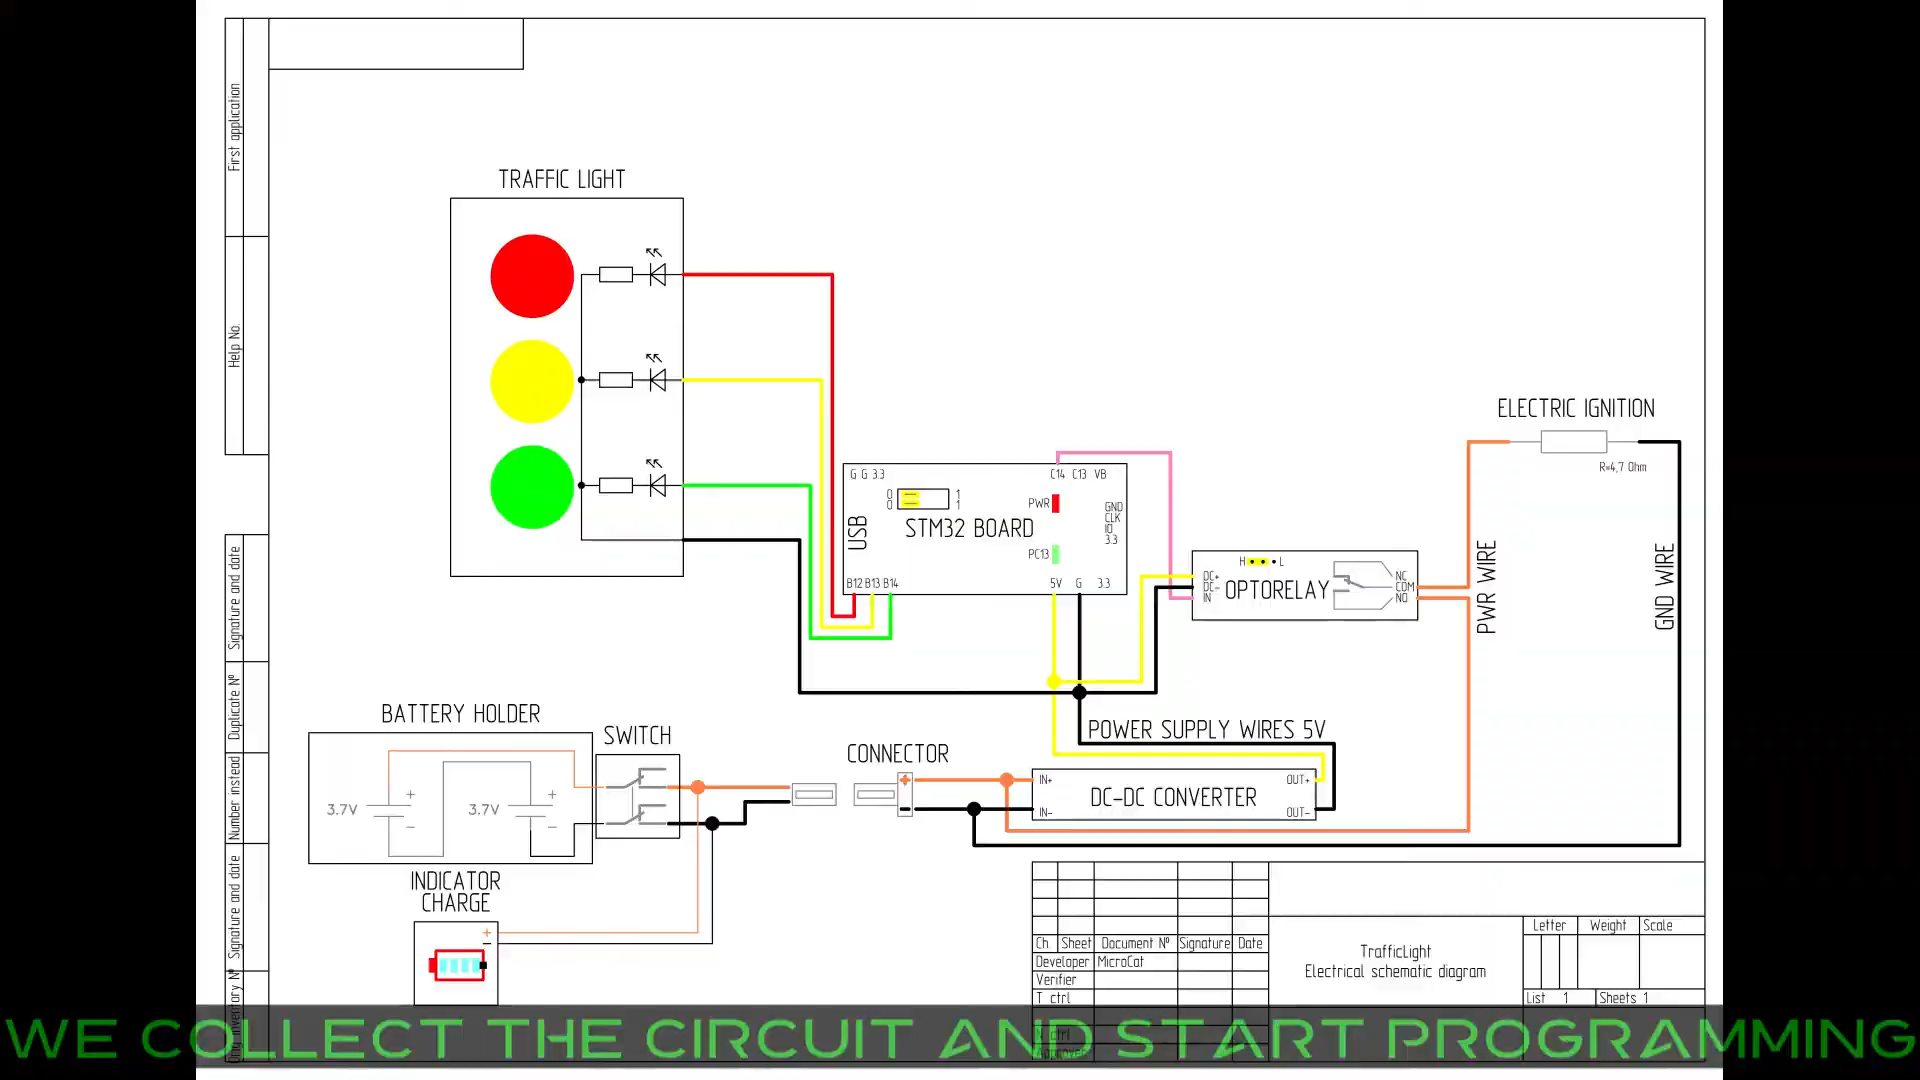 First application
Help No.
Signature and date
Duplicate Nº
Number instead
Signature and date
TRAFFIC LIGHT
ELECTRIC IGNITION
R=4,7 Ohm
G G 3.3
C14 C13 VB
0 1
0 1
PWR
GND
CLK
IO
3.3
USB
STM32 BOARD
PC13
B12 B13 B14
5V G 3.3
H L
DC+
DC-
IN
OPTORELAY
NC
COM
NO
PWR WIRE
GND WIRE
BATTERY HOLDER
SWITCH
CONNECTOR
POWER SUPPLY WIRES 5V
3.7V + -
3.7V + -
+
-
IN+
IN-
DC-DC CONVERTER
OUT+
OUT-
INDICATOR
CHARGE
+
-
Ch. Sheet Document Nº Signature Date
Developer MicroCat
Verifier
T ctrl
TrafficLight
Electrical schematic diagram
Letter Weight Scale
List 1 Sheets 1
WE COLLECT THE CIRCUIT AND START PROGRAMMING